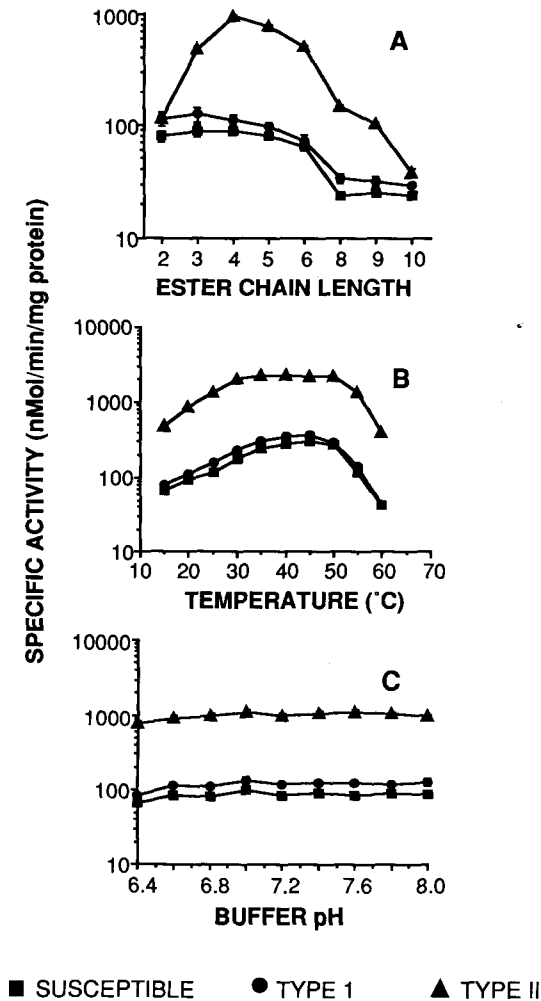 SPECIFIC ACTIVITY (nMol/min/mg protein)
A
1000
100
10
2 3 4 5 6 8 9 10
ESTER CHAIN LENGTH
B
10000
1000
100
10
10 20 30 40 50 60 70
TEMPERATURE (°C)
C
10000
1000
100
10
6.4 6.8 7.2 7.6 8.0
BUFFER pH
SUSCEPTIBLE TYPE 1 TYPE II